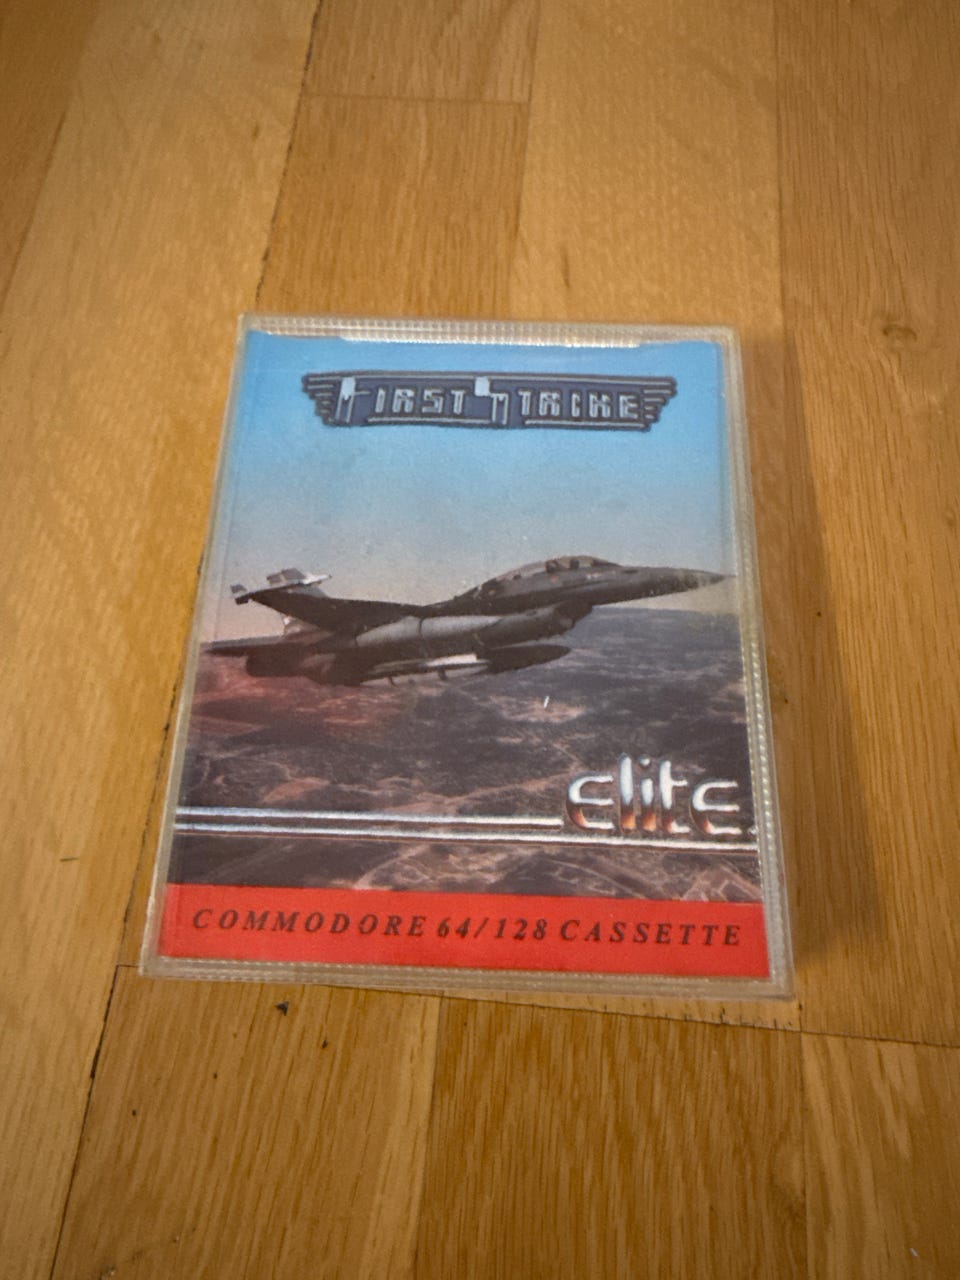 FIRST STRIKE
elite
COMMODORE 64/128 CASSETTE